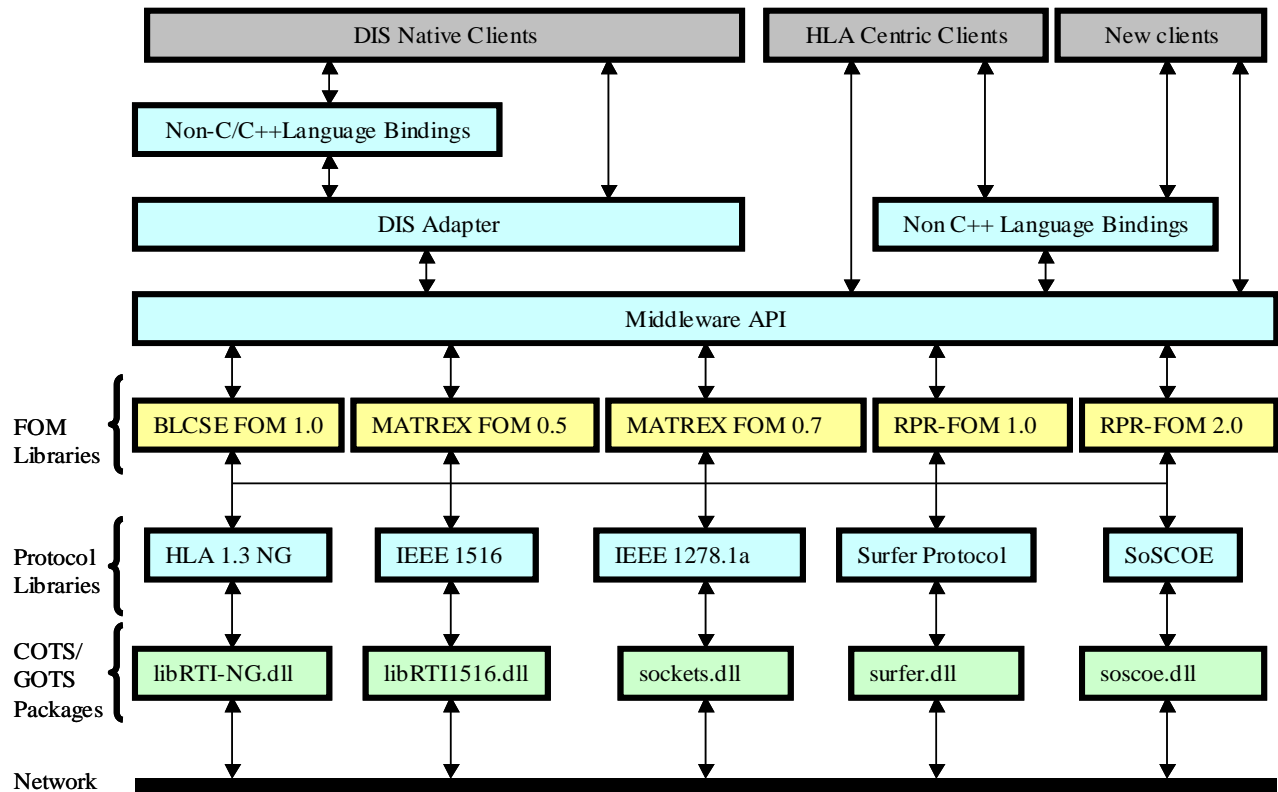 DIS Native Clients
HLA Centric Clients
New clients
Non-C/C++Language Bindings
DIS Adapter
Non C++ Language Bindings
Middleware API
FOM
Libraries
BLCSE FOM 1.0
MATREX FOM 0.5
MATREX FOM 0.7
RPR-FOM 1.0
RPR-FOM 2.0
Protocol
Libraries
HLA 1.3 NG
IEEE 1516
IEEE 1278.1a
Surfer Protocol
SoSCOE
COTS/
GOTS
Packages
libRTI-NG.dll
libRTI1516.dll
sockets.dll
surfer.dll
soscoe.dll
Network